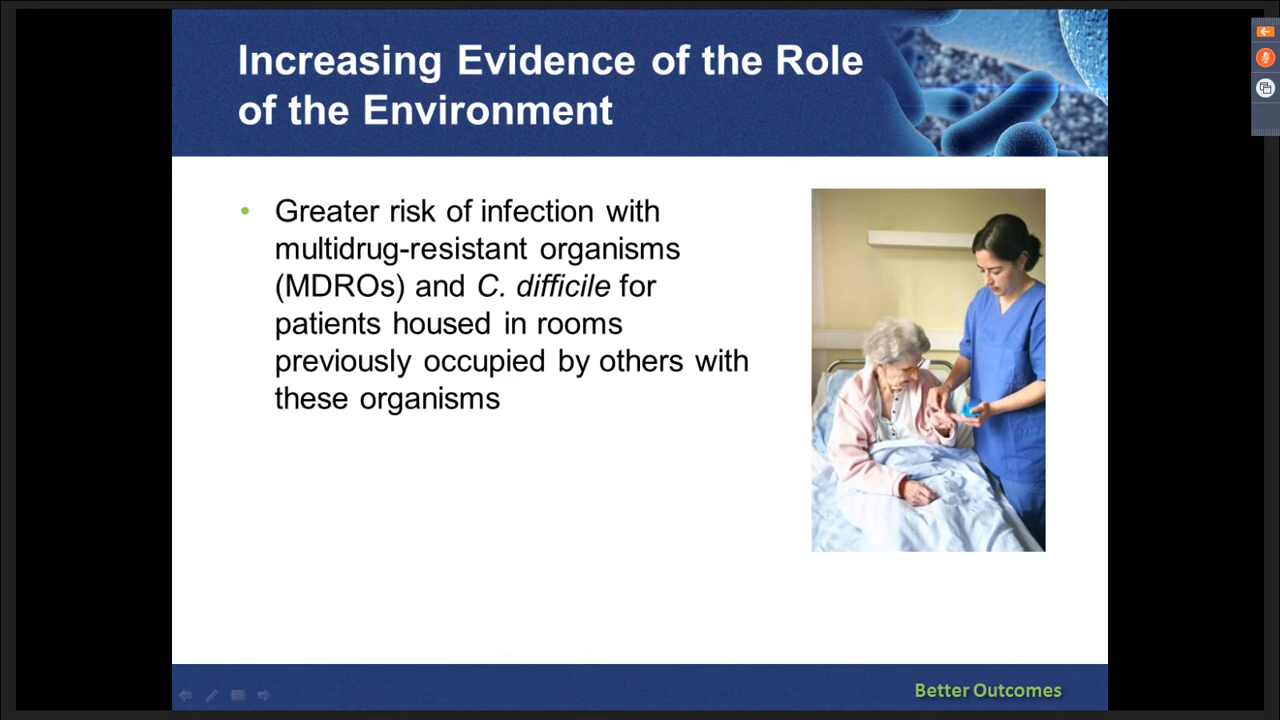 Increasing Evidence of the Role
of the Environment
• Greater risk of infection with
multidrug-resistant organisms
(MDROs) and C. difficile for
patients housed in rooms
previously occupied by others with
these organisms
Better Outcomes